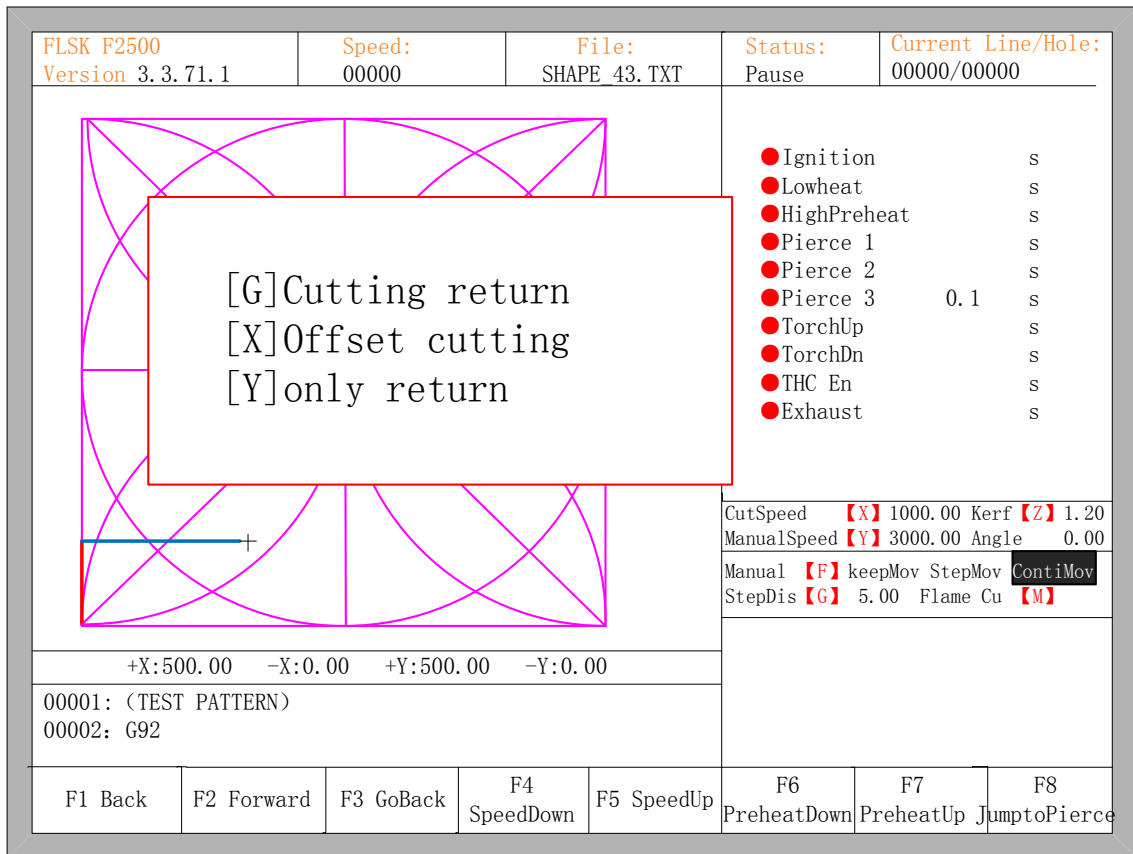 FLSK F2500
Version 3.3.71.1
Speed:
00000
File:
SHAPE_43.TXT
Status:
Pause
Current Line/Hole:
00000/00000
[G]Cutting return
[X]Offset cutting
[Y]only return
Ignition s
Lowheat s
HighPreheat s
Pierce 1 s
Pierce 2 s
Pierce 3 0.1 s
TorchUp s
TorchDn s
THC En s
Exhaust s
CutSpeed 【X】 1000.00 Kerf 【Z】 1.20
ManualSpeed 【Y】 3000.00 Angle 0.00
Manual 【F】 keepMov StepMov ContiMov
StepDis 【G】 5.00 Flame Cu 【M】
+X:500.00 -X:0.00 +Y:500.00 -Y:0.00
00001: (TEST PATTERN)
00002: G92
F1 Back
F2 Forward
F3 GoBack
F4
SpeedDown
F5 SpeedUp
F6
PreheatDown
F7
PreheatUp
F8
JumptoPierce